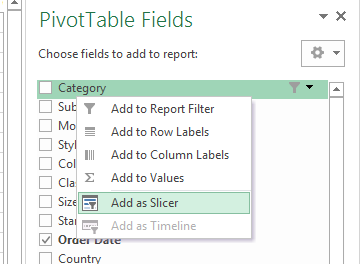 PivotTable Fields
Choose fields to add to report:
Category
Sub
Mo
Styl
Col
Clas
Size
Star
Order Date
Country
Add to Report Filter
Add to Row Labels
Add to Column Labels
Add to Values
Add as Slicer
Add as Timeline